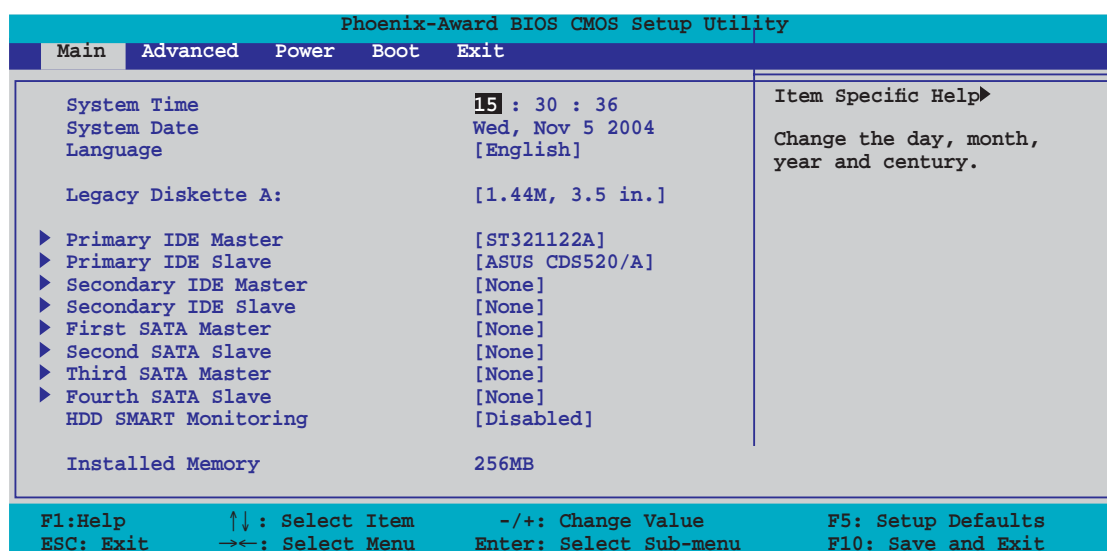 Phoenix-Award BIOS CMOS Setup Utility
Main Advanced Power Boot Exit
System Time 15 : 30 : 36
System Date Wed, Nov 5 2004
Language [English]
Legacy Diskette A: [1.44M, 3.5 in.]
Primary IDE Master [ST321122A]
Primary IDE Slave [ASUS CDS520/A]
Secondary IDE Master [None]
Secondary IDE Slave [None]
First SATA Master [None]
Second SATA Slave [None]
Third SATA Master [None]
Fourth SATA Slave [None]
HDD SMART Monitoring [Disabled]
Installed Memory 256MB
Item Specific Help
Change the day, month,
year and century.
F1:Help ↑↓: Select Item -/+: Change Value F5: Setup Defaults
ESC: Exit →←: Select Menu Enter: Select Sub-menu F10: Save and Exit